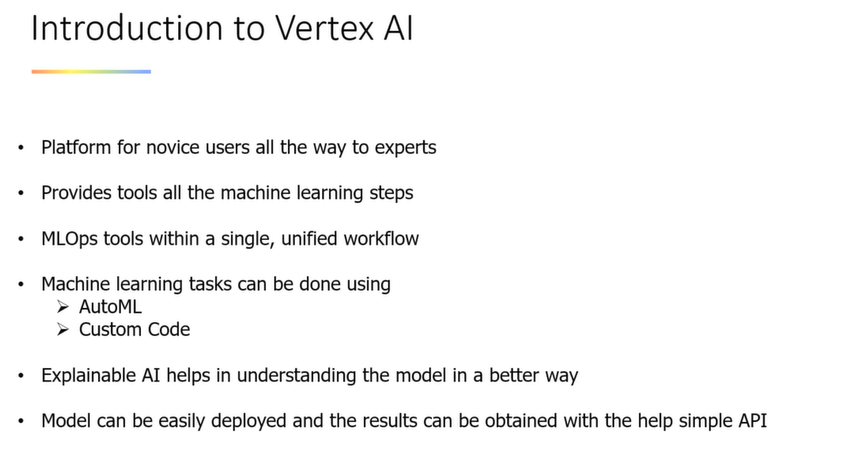 Introduction to Vertex AI
• Platform for novice users all the way to experts
• Provides tools all the machine learning steps
• MLOps tools within a single, unified workflow
• Machine learning tasks can be done using
➢ AutoML
➢ Custom Code
• Explainable AI helps in understanding the model in a better way
• Model can be easily deployed and the results can be obtained with the help simple API